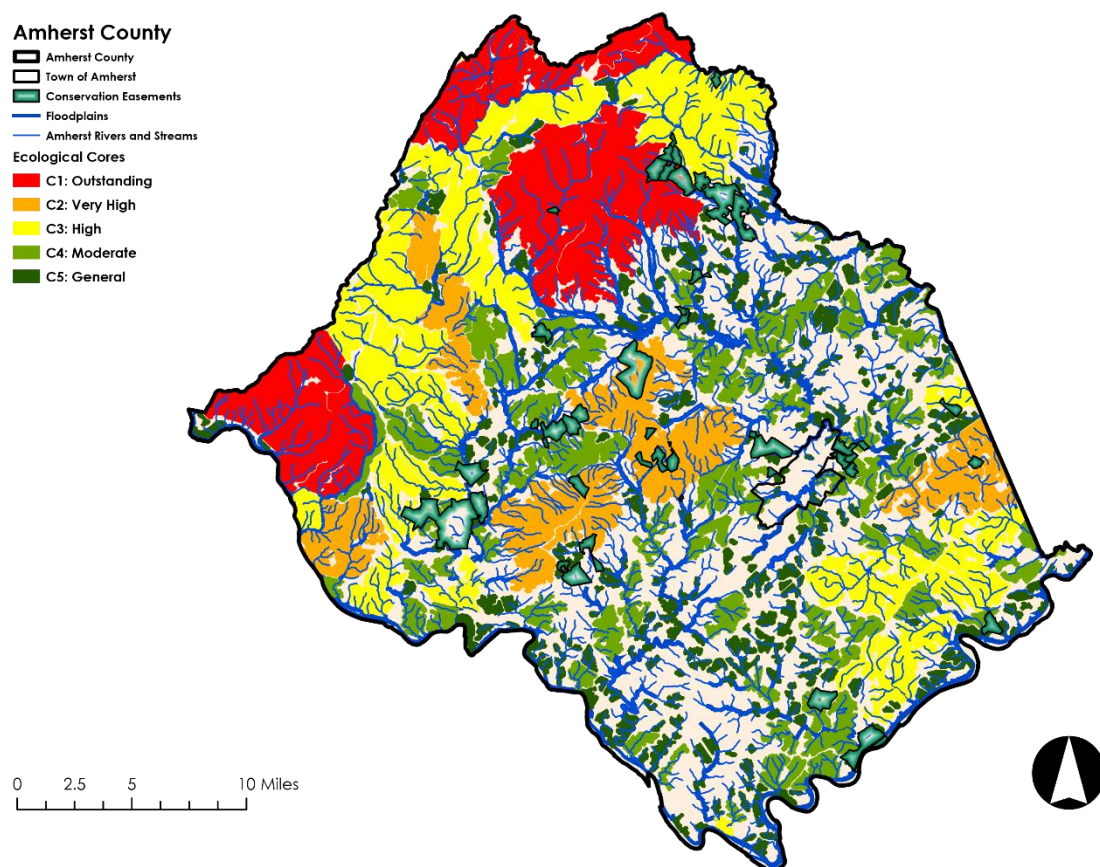 Amherst County
Amherst County
Town of Amherst
Conservation Easements
Floodplains
Amherst Rivers and Streams
Ecological Cores
C1: Outstanding
C2: Very High
C3: High
C4: Moderate
C5: General
0 2.5 5 10 Miles